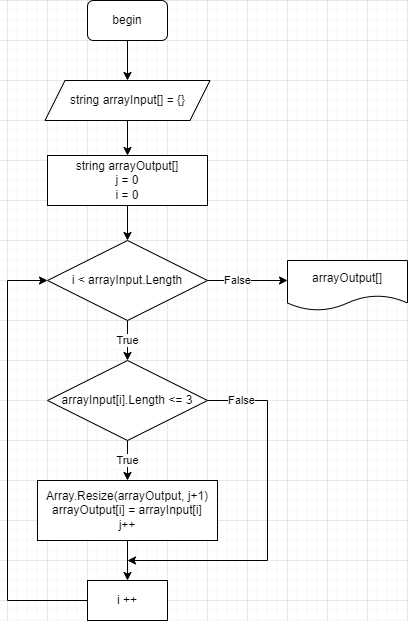 begin
string arrayInput[] = {}
string arrayOutput[]
j = 0
i = 0
i < arrayInput.Length
False
arrayOutput[]
True
arrayInput[i].Length <= 3
False
True
Array.Resize(arrayOutput, j+1)
arrayOutput[i] = arrayInput[i]
j++
i ++